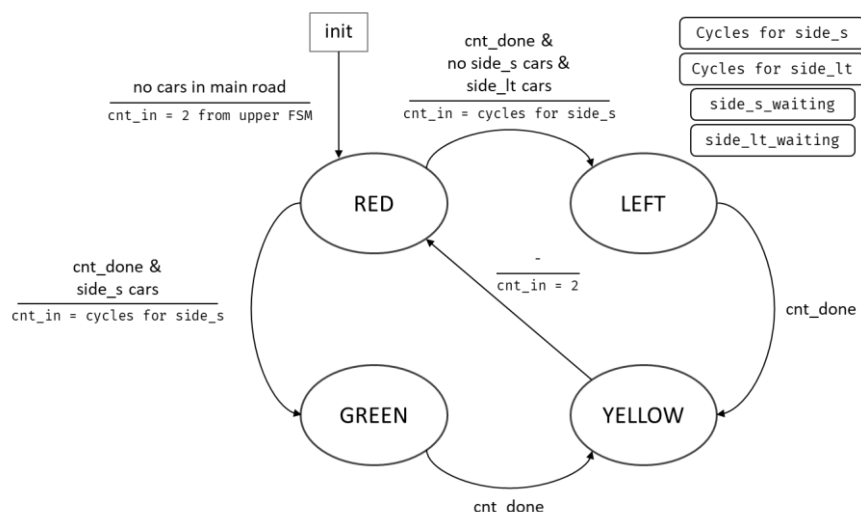 init
cnt_done &
no side_s cars &
side_lt cars
cnt_in = cycles for side_s
Cycles for side_s
Cycles for side_lt
side_s_waiting
side_lt_waiting
no cars in main road
cnt_in = 2 from upper FSM
RED
LEFT
cnt_done &
side_s cars
cnt_in = cycles for side_s
-
cnt_in = 2
cnt_done
GREEN
YELLOW
cnt_done